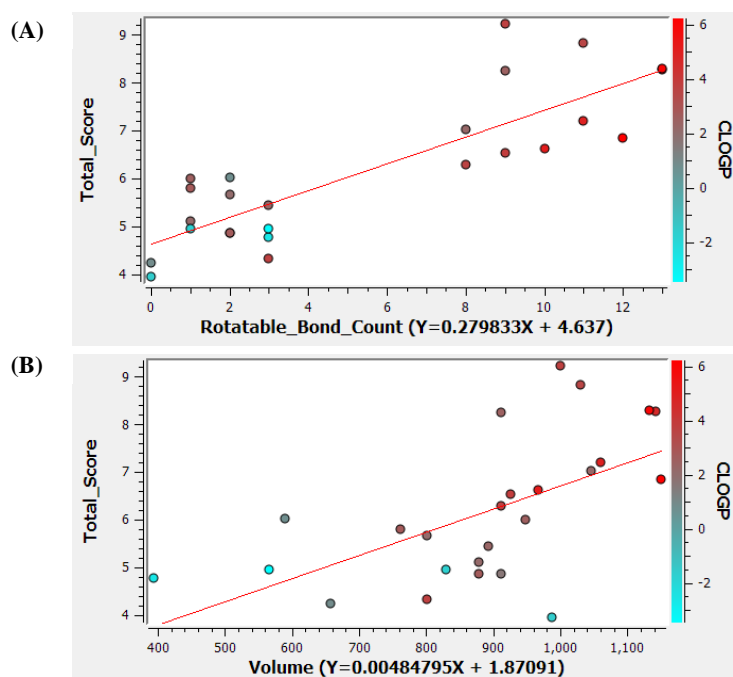 (A)
Total_Score
9
8
7
6
5
4
0 2 4 6 8 10 12
Rotatable_Bond_Count (Y=0.279833X + 4.637)
6
4
2
0
-2
CLOGP
(B)
Total_Score
9
8
7
6
5
4
400 500 600 700 800 900 1,000 1,100
Volume (Y=0.00484795X + 1.87091)
6
4
2
0
-2
CLOGP